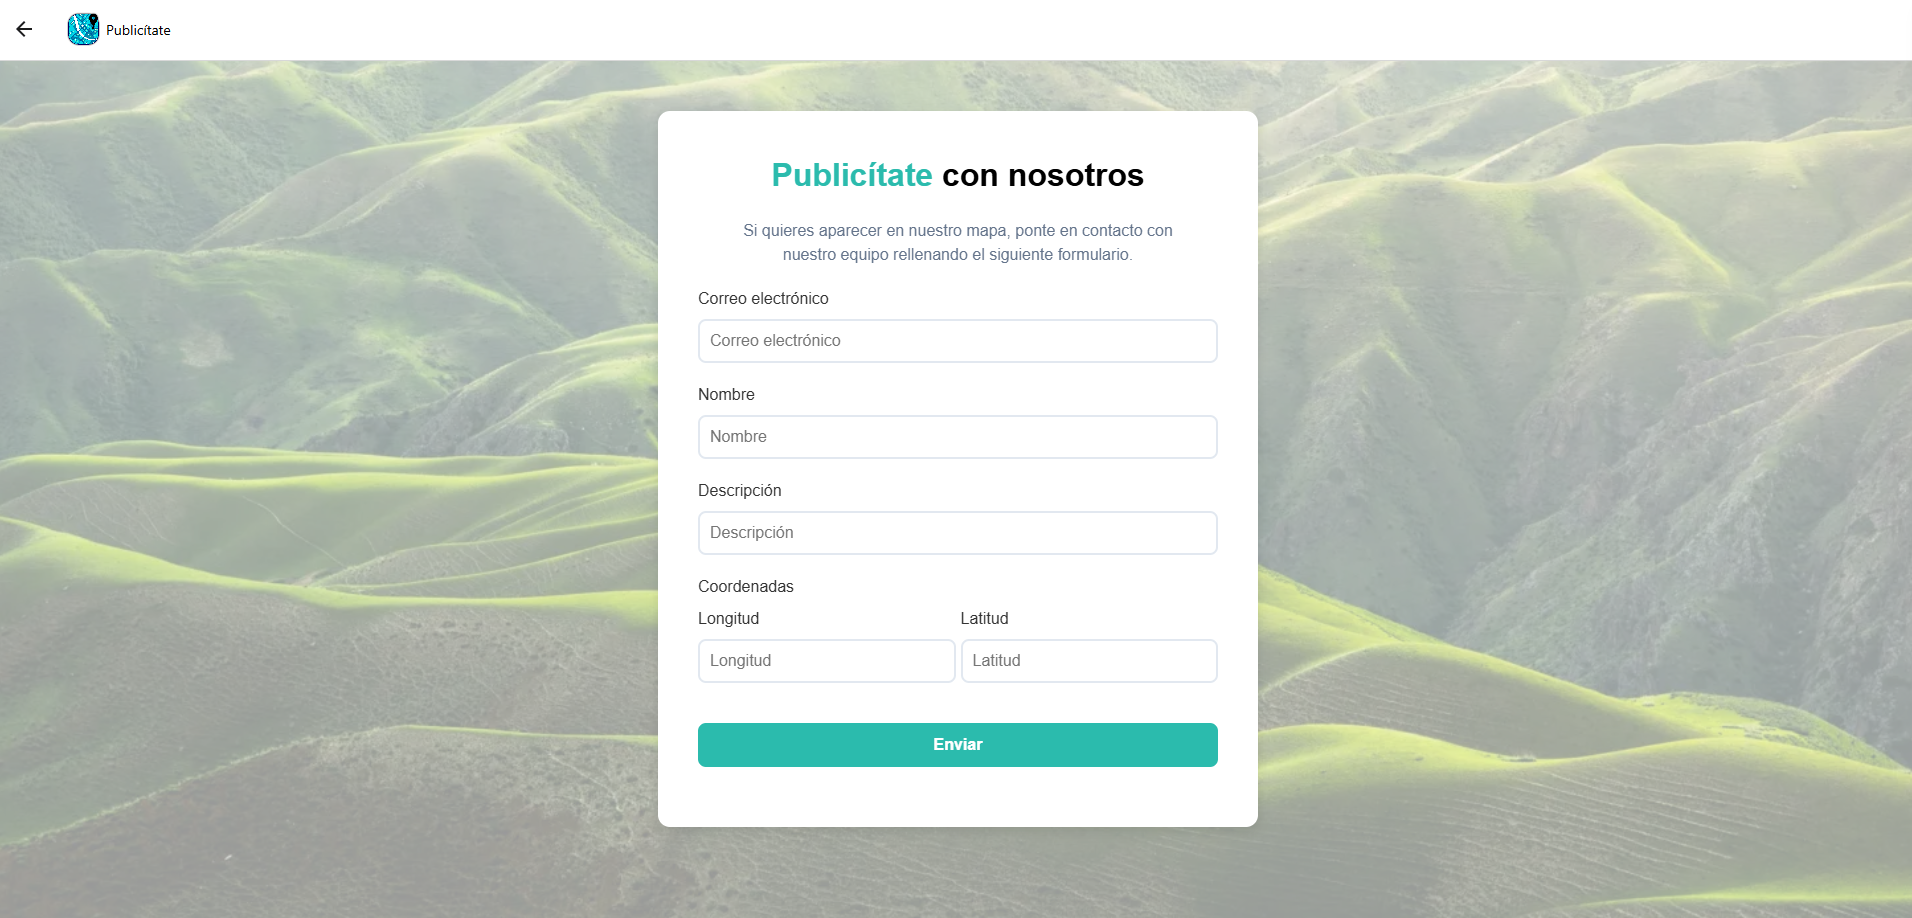 Publicítate
Publicítate con nosotros
Si quieres aparecer en nuestro mapa, ponte en contacto con
nuestro equipo rellenando el siguiente formulario.
Correo electrónico
Correo electrónico
Nombre
Nombre
Descripción
Descripción
Coordenadas
Longitud Latitud
Longitud Latitud
Enviar